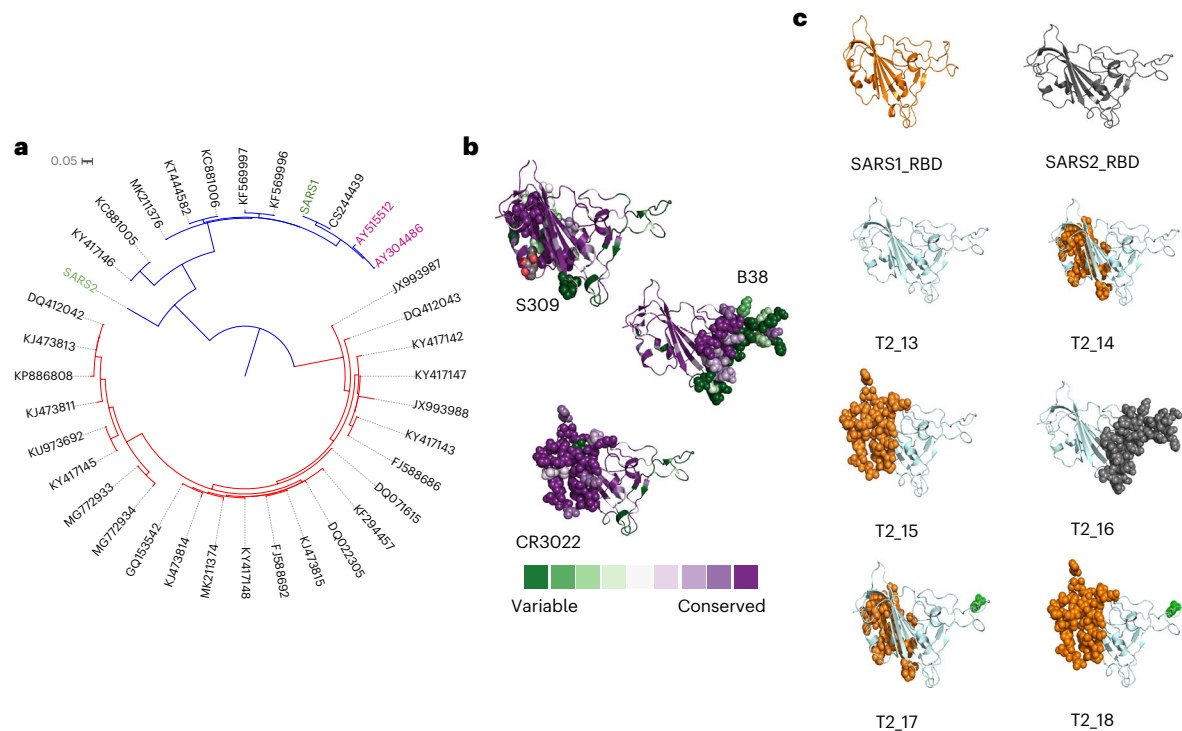 a
0.05
KY417146
KC881005
MK211376
KT444582
KC881006
KF569997
KF569996
SARS1
CS244439
AY515512
AY304486
SARS2
DQ412042
KJ473813
KP886808
KJ473811
KU973692
KY417145
MG772933
MG772934
GQ153542
KJ473814
MK211374
KY417148
FJ588692
KJ473815
DQ022305
KF294457
DQ071615
FJ588686
KY417143
JX993988
KY417147
KY417142
DQ412043
JX993987
b
S309
B38
CR3022
Variable
Conserved
c
SARS1_RBD
SARS2_RBD
T2_13
T2_14
T2_15
T2_16
T2_17
T2_18